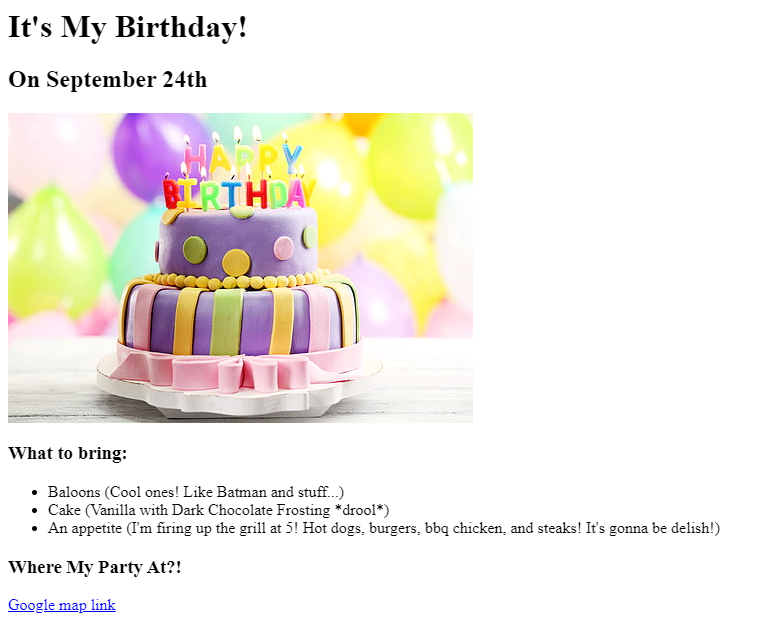 It's My Birthday!
On September 24th
HAPPY
BIRTHDAY
What to bring:
Baloons (Cool ones! Like Batman and stuff...)
Cake (Vanilla with Dark Chocolate Frosting *drool*)
An appetite (I'm firing up the grill at 5! Hot dogs, burgers, bbq chicken, and steaks! It's gonna be delish!)
Where My Party At?!
Google map link